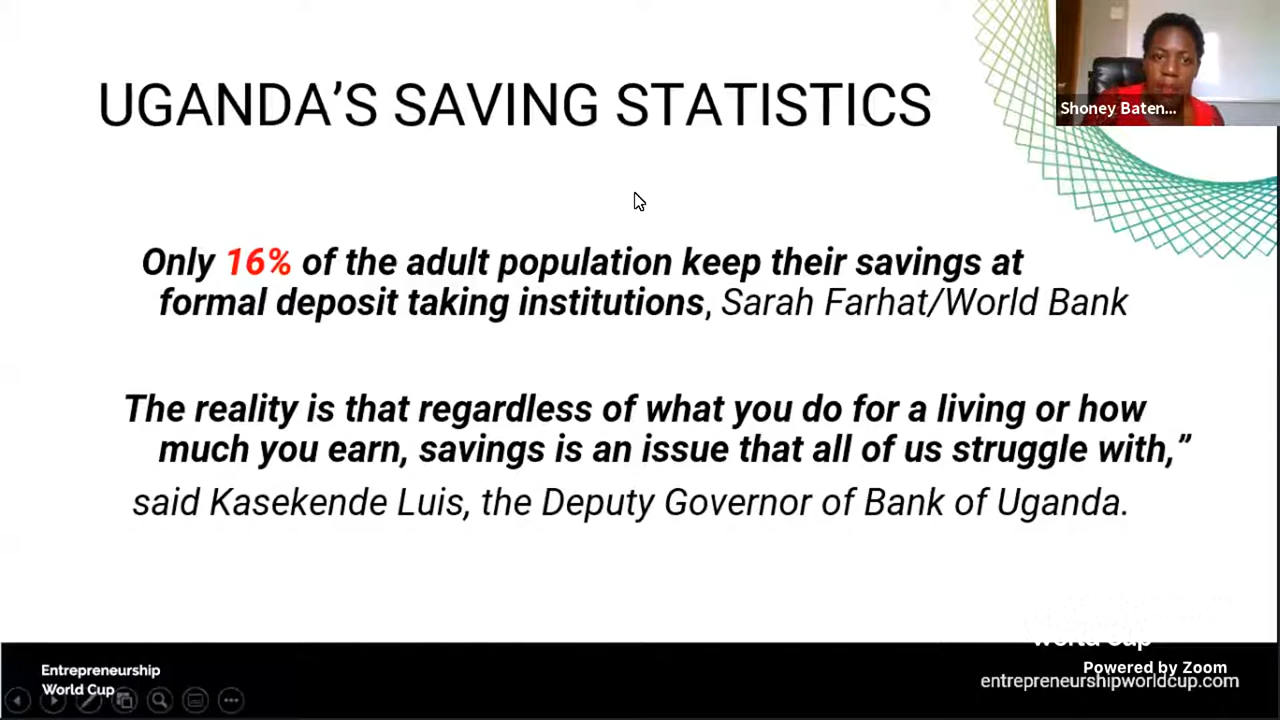 UGANDA’S SAVING STATISTICS
Shoney Baten...
Only 16% of the adult population keep their savings at
formal deposit taking institutions, Sarah Farhat/World Bank
The reality is that regardless of what you do for a living or how
much you earn, savings is an issue that all of us struggle with,”
said Kasekende Luis, the Deputy Governor of Bank of Uganda.
World Cup
Entrepreneurship
World Cup
Powered by Zoom
entrepreneurshipworldcup.com